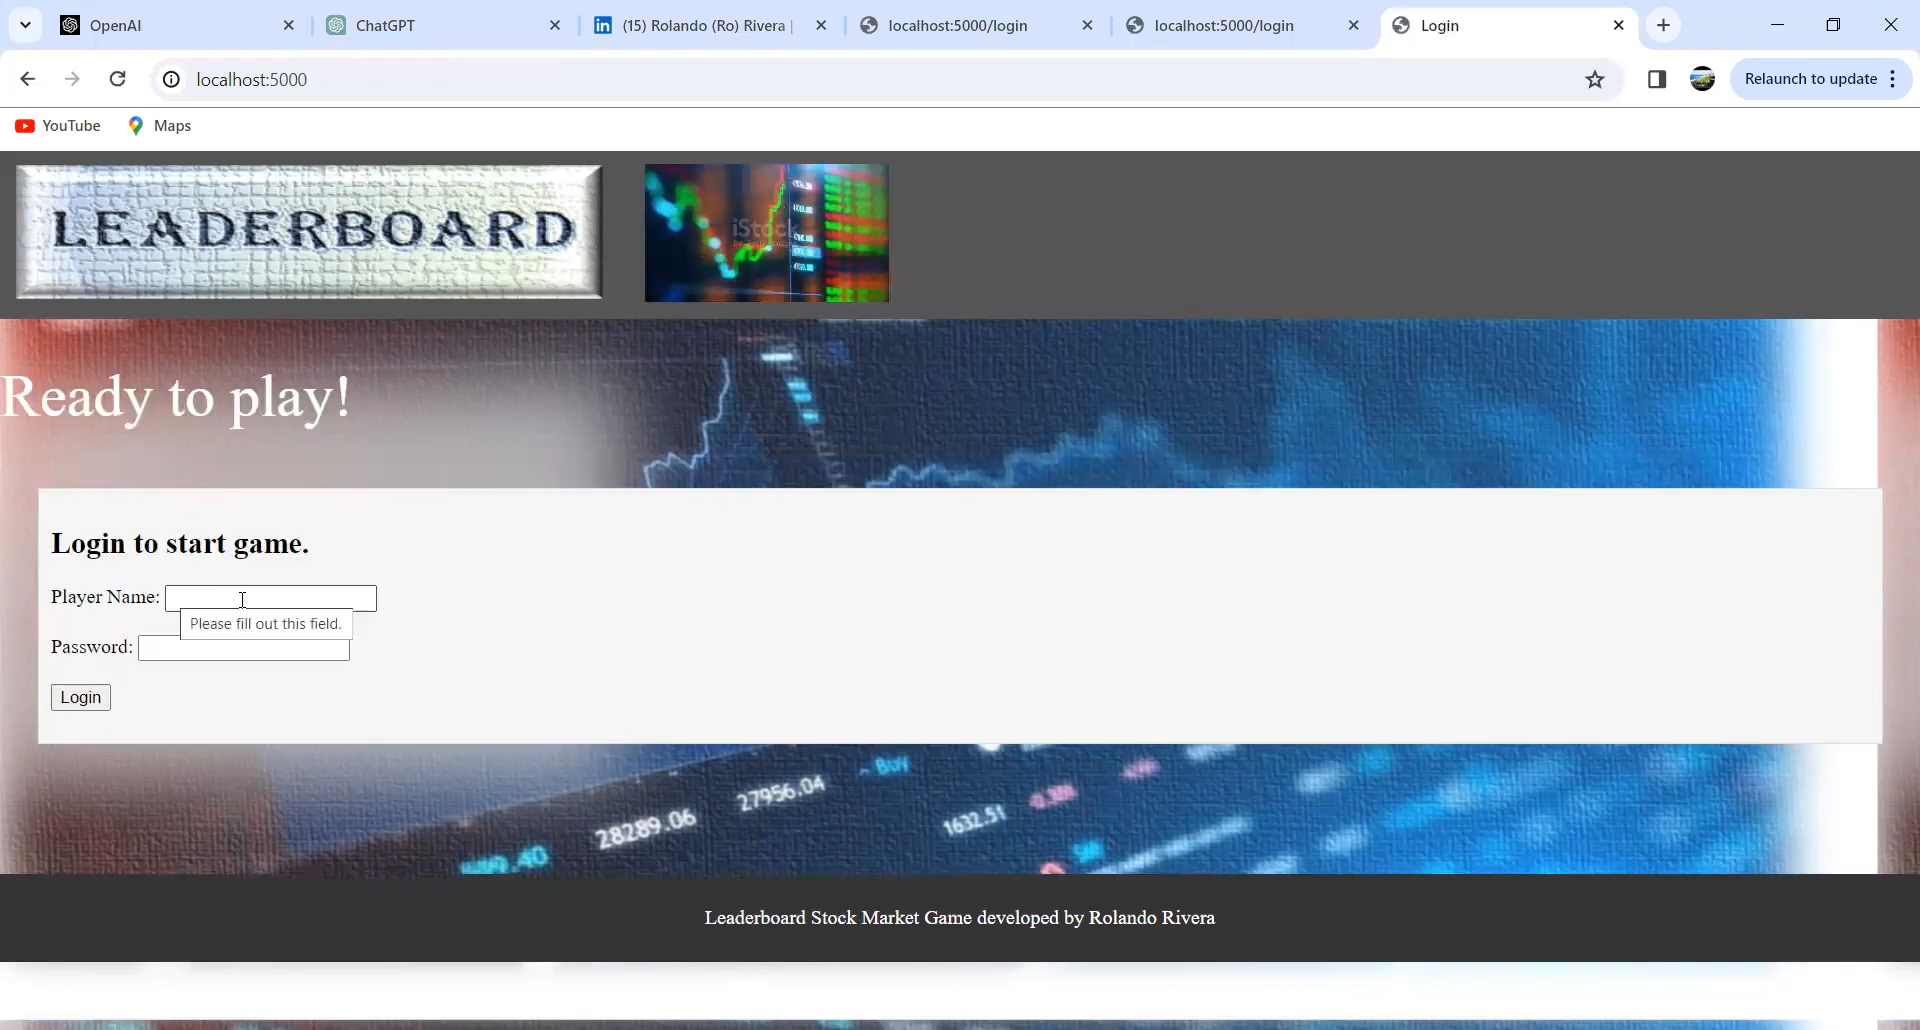 OpenAI
ChatGPT
(15) Rolando (Ro) Rivera |
localhost:5000/login
localhost:5000/login
Login
localhost:5000
Relaunch to update
YouTube
Maps
LEADERBOARD
iStock
Ready to play!
Login to start game.
Player Name:
Please fill out this field.
Password:
Login
Buy
27956.04
28289.06
1632.51
Leaderboard Stock Market Game developed by Rolando Rivera